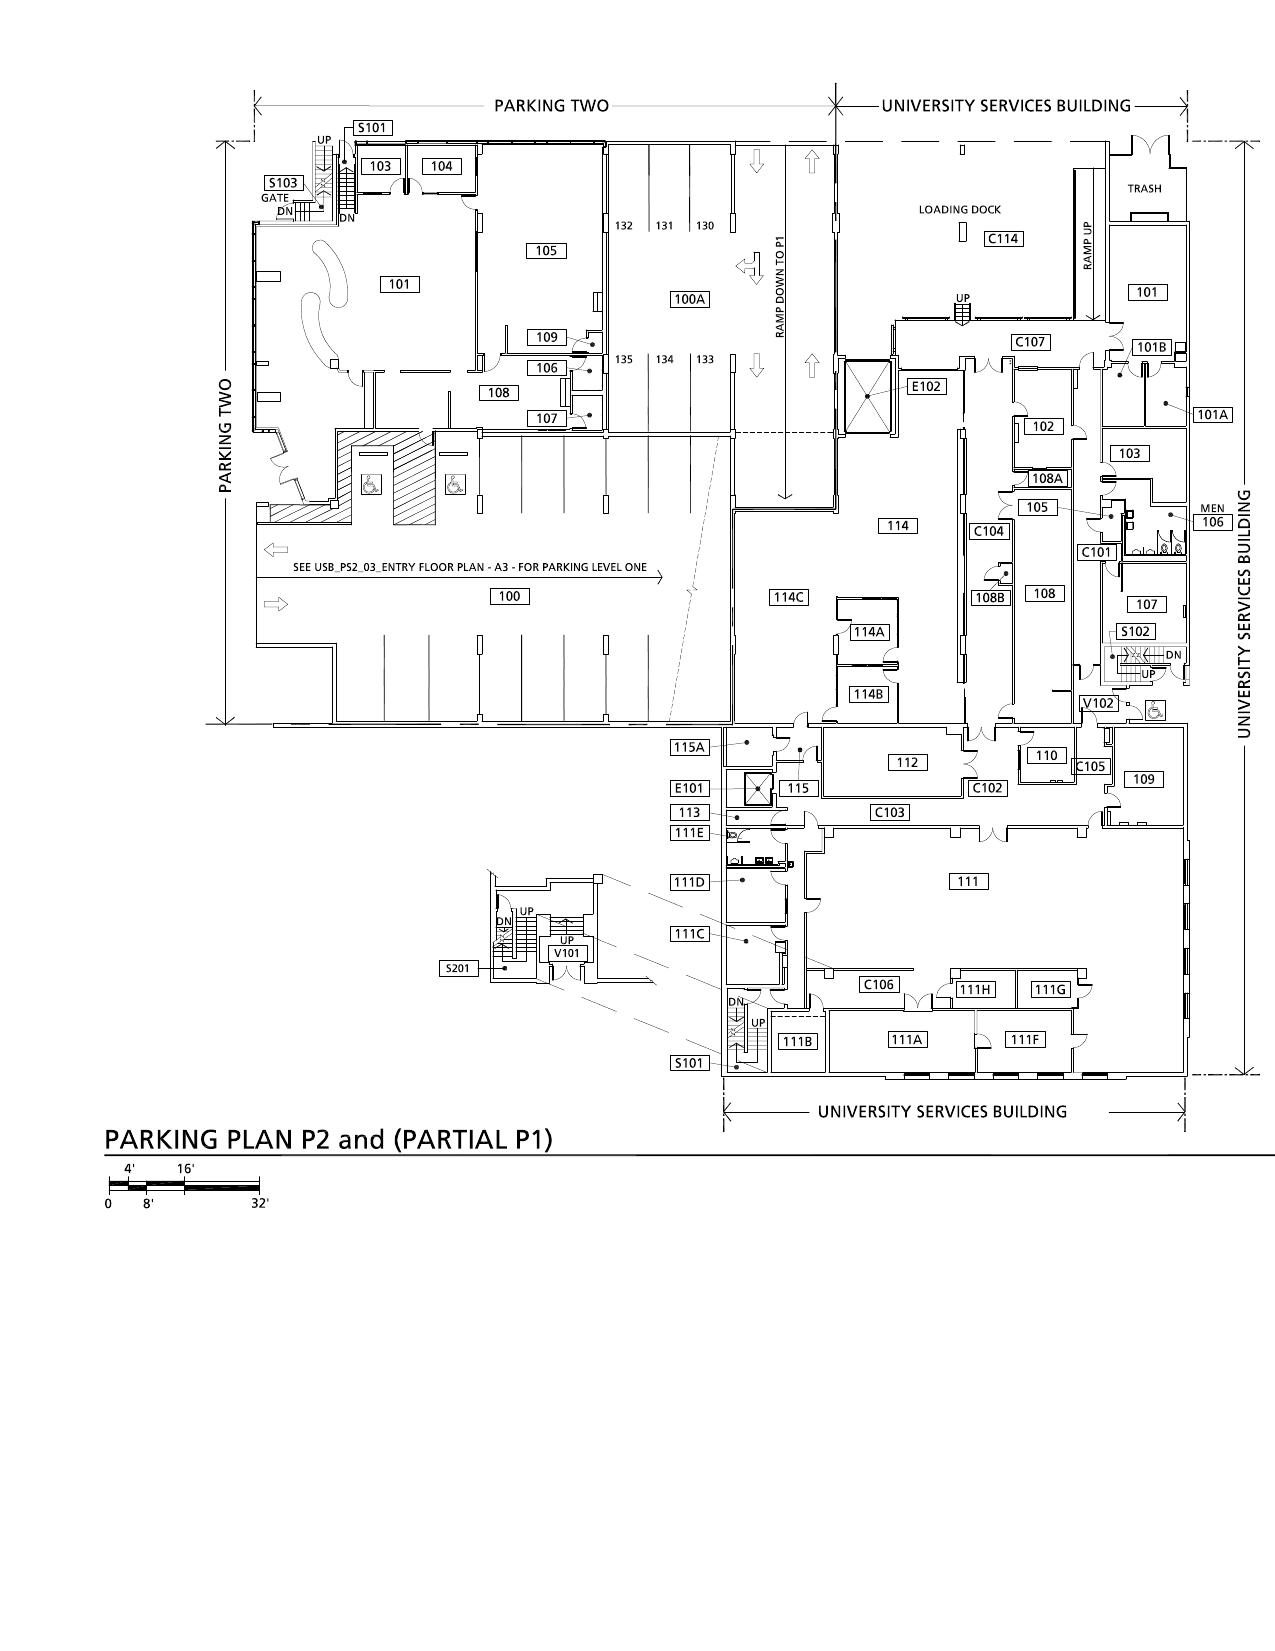 PARKING TWO
UNIVERSITY SERVICES BUILDING
S101
UP
103
104
S103
GATE
DN
DN
TRASH
LOADING DOCK
C114
132
131
130
105
RAMP DOWN TO P1
RAMP UP
101
100A
101
UP
109
C107
101B
135
134
133
106
108
E102
107
101A
PARKING TWO
102
103
108A
105
MEN
106
114
C104
C101
SEE USB_PS2_03_ENTRY FLOOR PLAN - A3 - FOR PARKING LEVEL ONE
100
114C
108B
108
107
114A
S102
DN
UP
114B
V102
UNIVERSITY SERVICES BUILDING
UNIVERSITY SERVICES BUILDING
115A
112
110
C105
109
E101
115
C102
113
C103
111E
111D
111
DN
UP
111C
UP
V101
S201
C106
111H
111G
DN
UP
111B
111A
111F
S101
UNIVERSITY SERVICES BUILDING
PARKING PLAN P2 and (PARTIAL P1)
4'
16'
0
8'
32'